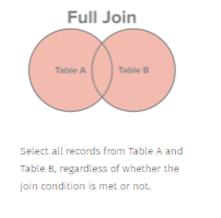 Full Join
Table A
Table B
Select all records from Table A and
Table B, regardless of whether the
join condition is met or not.